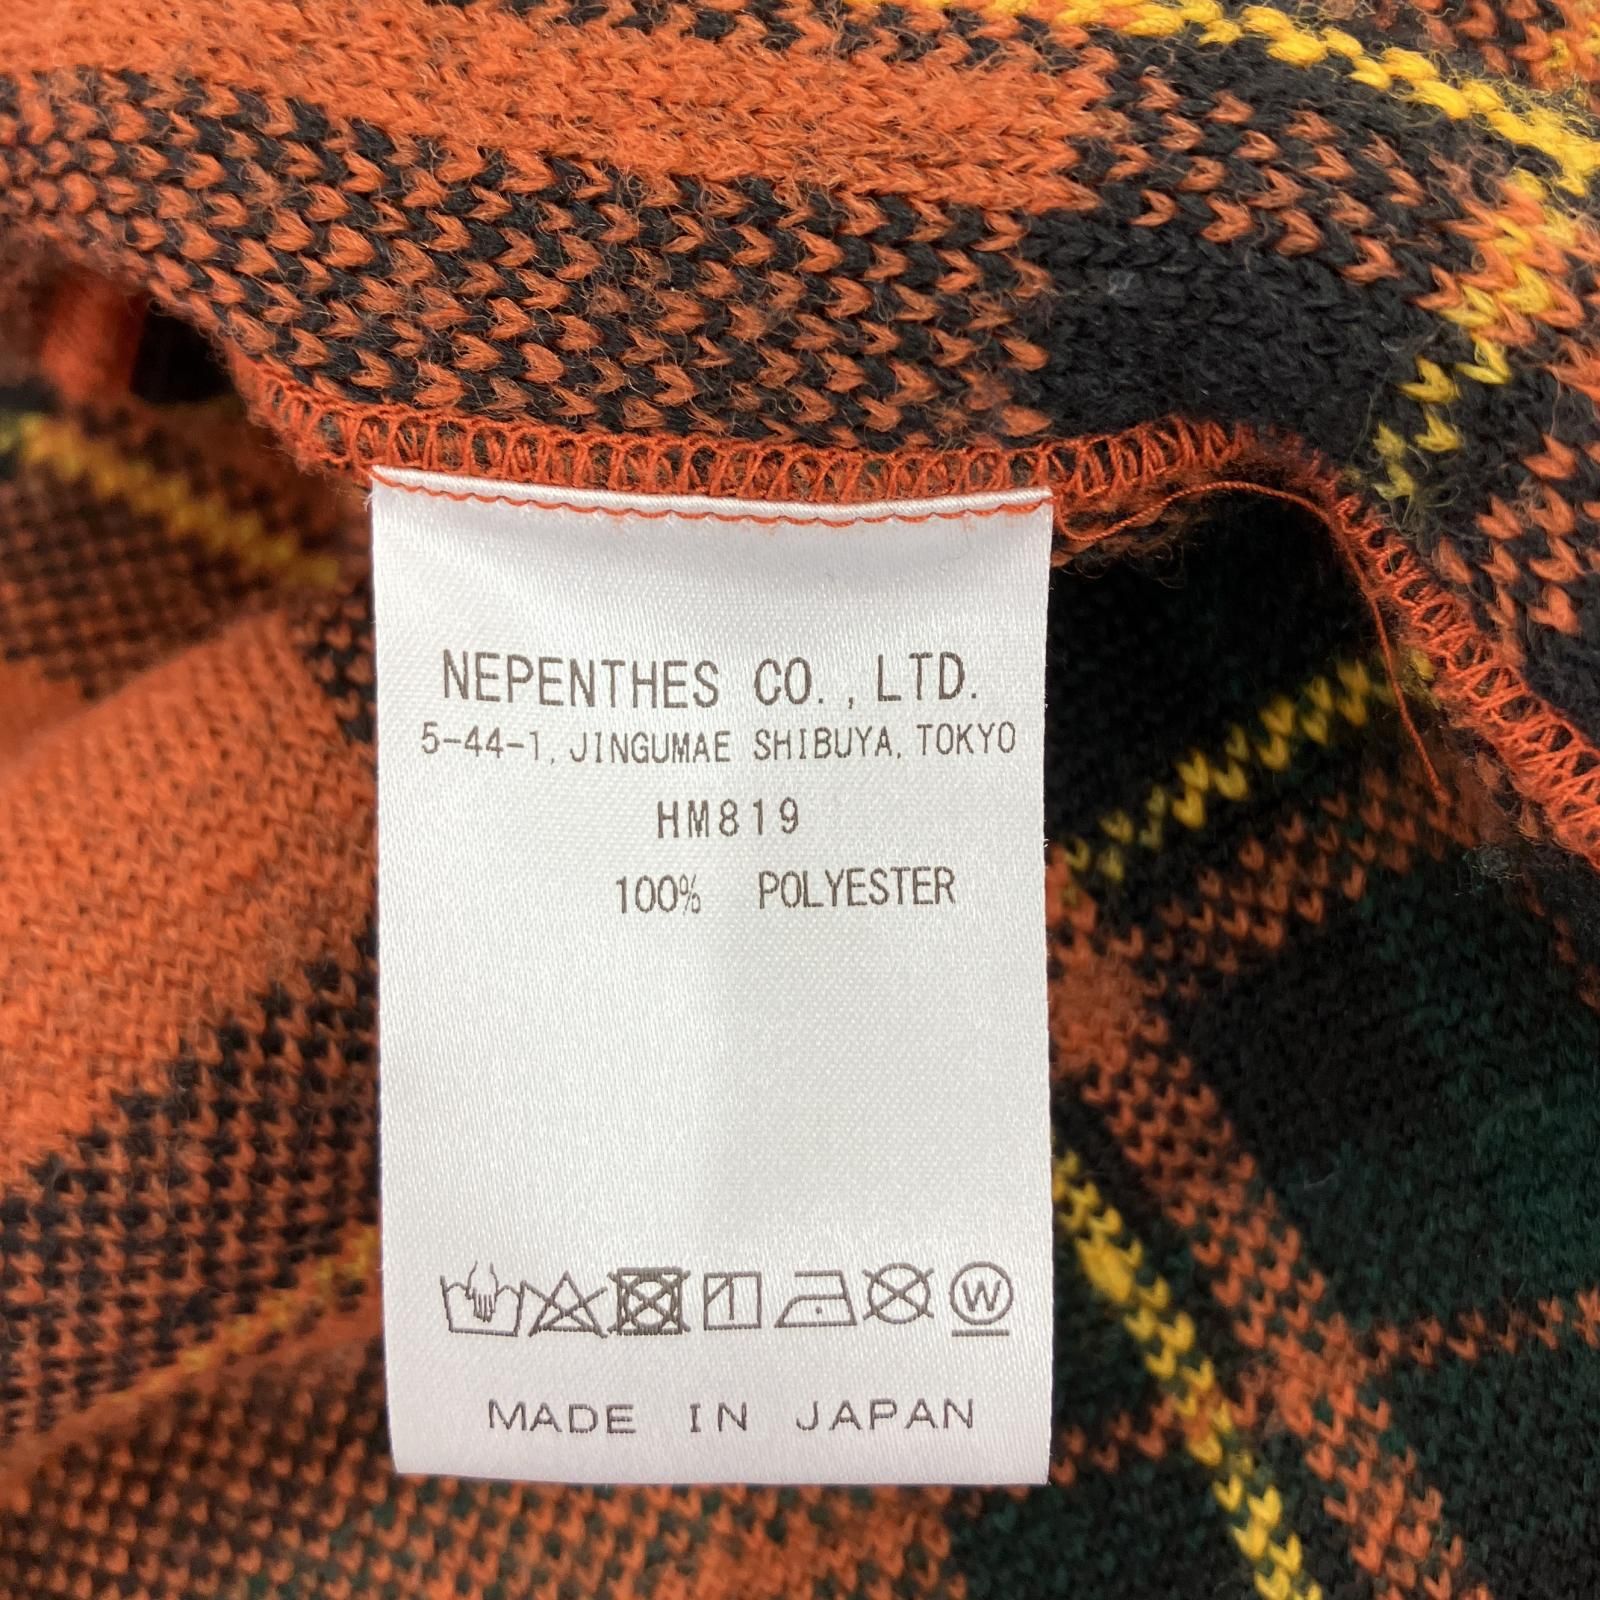 NEPENTHES CO., LTD.
5-44-1, JINGUMAE SHIBUYA, TOKYO
HM819
100% POLYESTER
W
MADE IN JAPAN